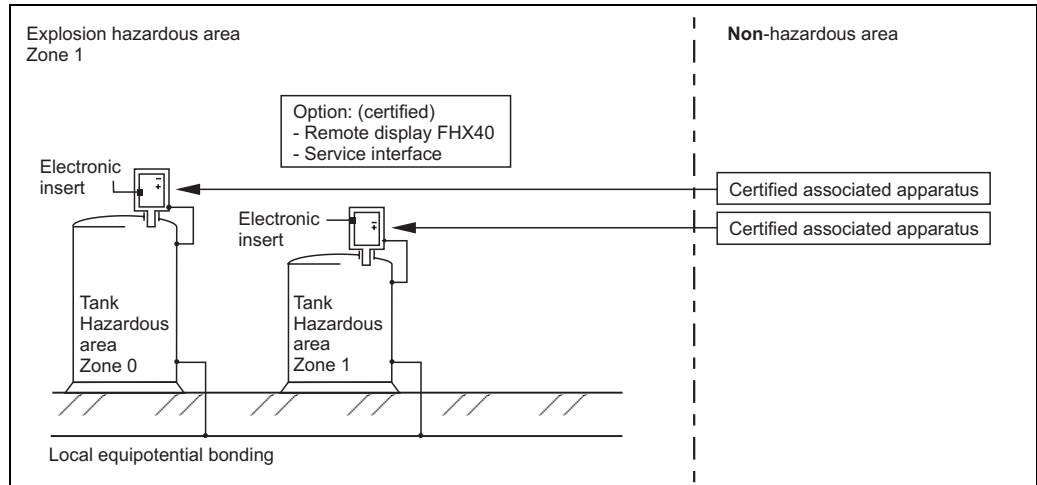 Explosion hazardous area
Zone 1
Non-hazardous area
Option: (certified)
- Remote display FHX40
- Service interface
Electronic
insert
Certified associated apparatus
Electronic
insert
Certified associated apparatus
Tank
Hazardous
area
Zone 0
Tank
Hazardous
area
Zone 1
Local equipotential bonding